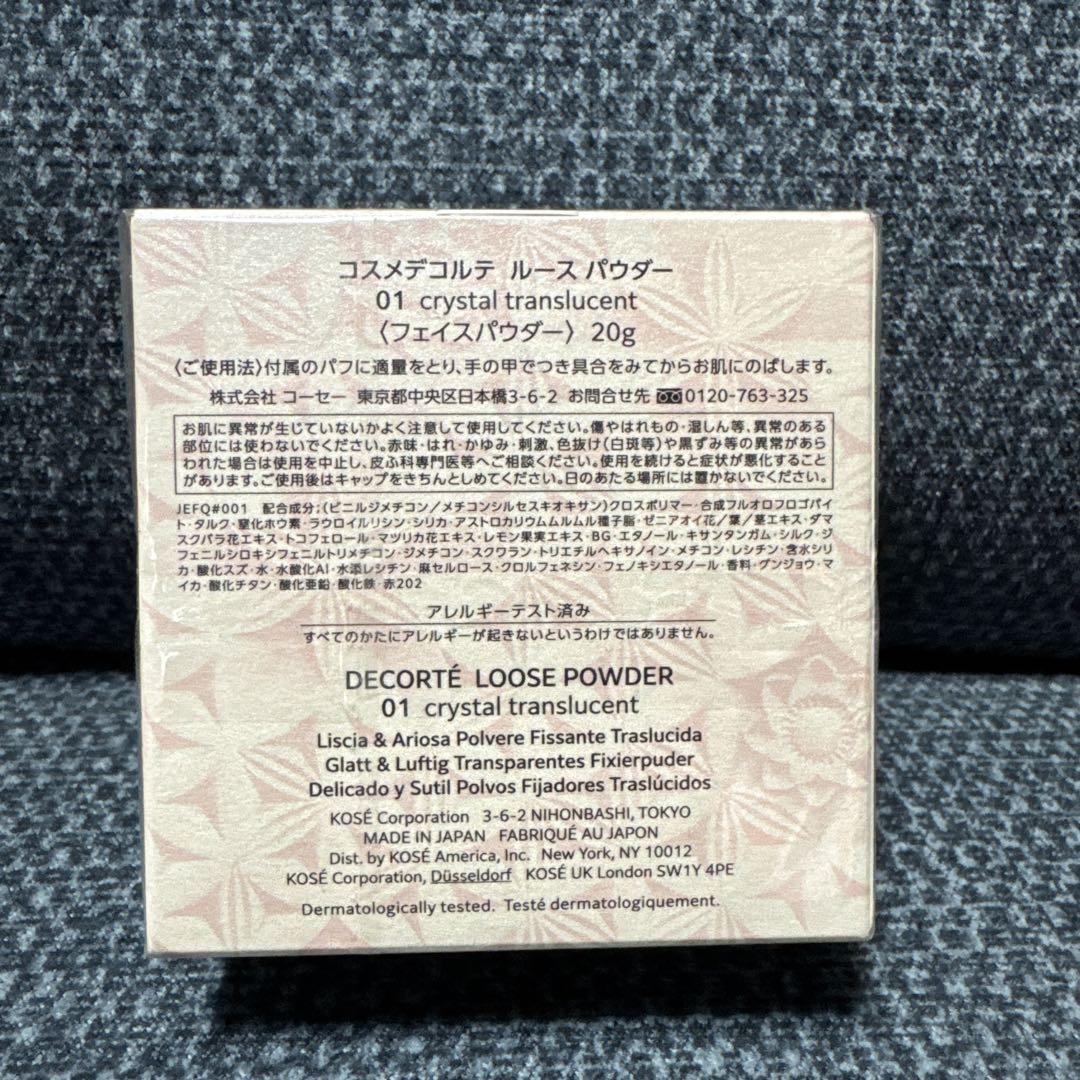 コスメデコルテ ルース パウダー
01 crystal translucent
〈フェイスパウダー〉 20g
〈ご使用法〉付属のパフに適量をとり、手の甲でつき具合をみてからお肌にのばします。
株式会社 コーセー 東京都中央区日本橋3-6-2 お問合せ先 0120-763-325
お肌に異常が生じていないかよく注意して使用してください。傷やはれもの・湿しん等、異常のある
部位には使わないでください。赤味・はれ・かゆみ・刺激、色抜け(白斑等)や黒ずみ等の異常があら
われた場合は使用を中止し、皮ふ科専門医等へご相談ください。使用を続けると症状が悪化すること
があります。ご使用後はキャップをきちんとしめてください。日のあたる場所には置かないでください。
JEFQ#001 配合成分;(ビニルジメチコン/メチコンシルセスキオキサン)クロスポリマー・合成フルオロフロゴパイ
ト・タルク・窒化ホウ素・ラウロイルリシン・シリカ・アストロカリウムムルムル種子脂・ゼニアオイ花/葉/茎エキス・ダマ
スクバラ花エキス・トコフェロール・マツリカ花エキス・レモン果実エキス・BG・エタノール・キサンタンガム・シルク・ジ
フェニルシロキシフェニルトリメチコン・ジメチコン・スクワラン・トリエチルヘキサノイン・メチコン・レシチン・含水シリ
カ・酸化スズ・水・水酸化Al・水添レシチン・麻セルロース・クロルフェネシン・フェノキシエタノール・香料・グンジョウ・マ
イカ・酸化チタン・酸化亜鉛・酸化鉄・赤202
アレルギーテスト済み
すべてのかたにアレルギーが起きないというわけではありません。
DECORTÉ LOOSE POWDER
01 crystal translucent
Liscia & Ariosa Polvere Fissante Traslucida
Glatt & Luftig Transparentes Fixierpuder
Delicado y Sutil Polvos Fijadores Traslúcidos
KOSÉ Corporation 3-6-2 NIHONBASHI, TOKYO
MADE IN JAPAN FABRIQUÉ AU JAPON
Dist. by KOSÉ America, Inc. New York, NY 10012
KOSÉ Corporation, Düsseldorf KOSÉ UK London SW1Y 4PE
Dermatologically tested. Testé dermatologiquement.